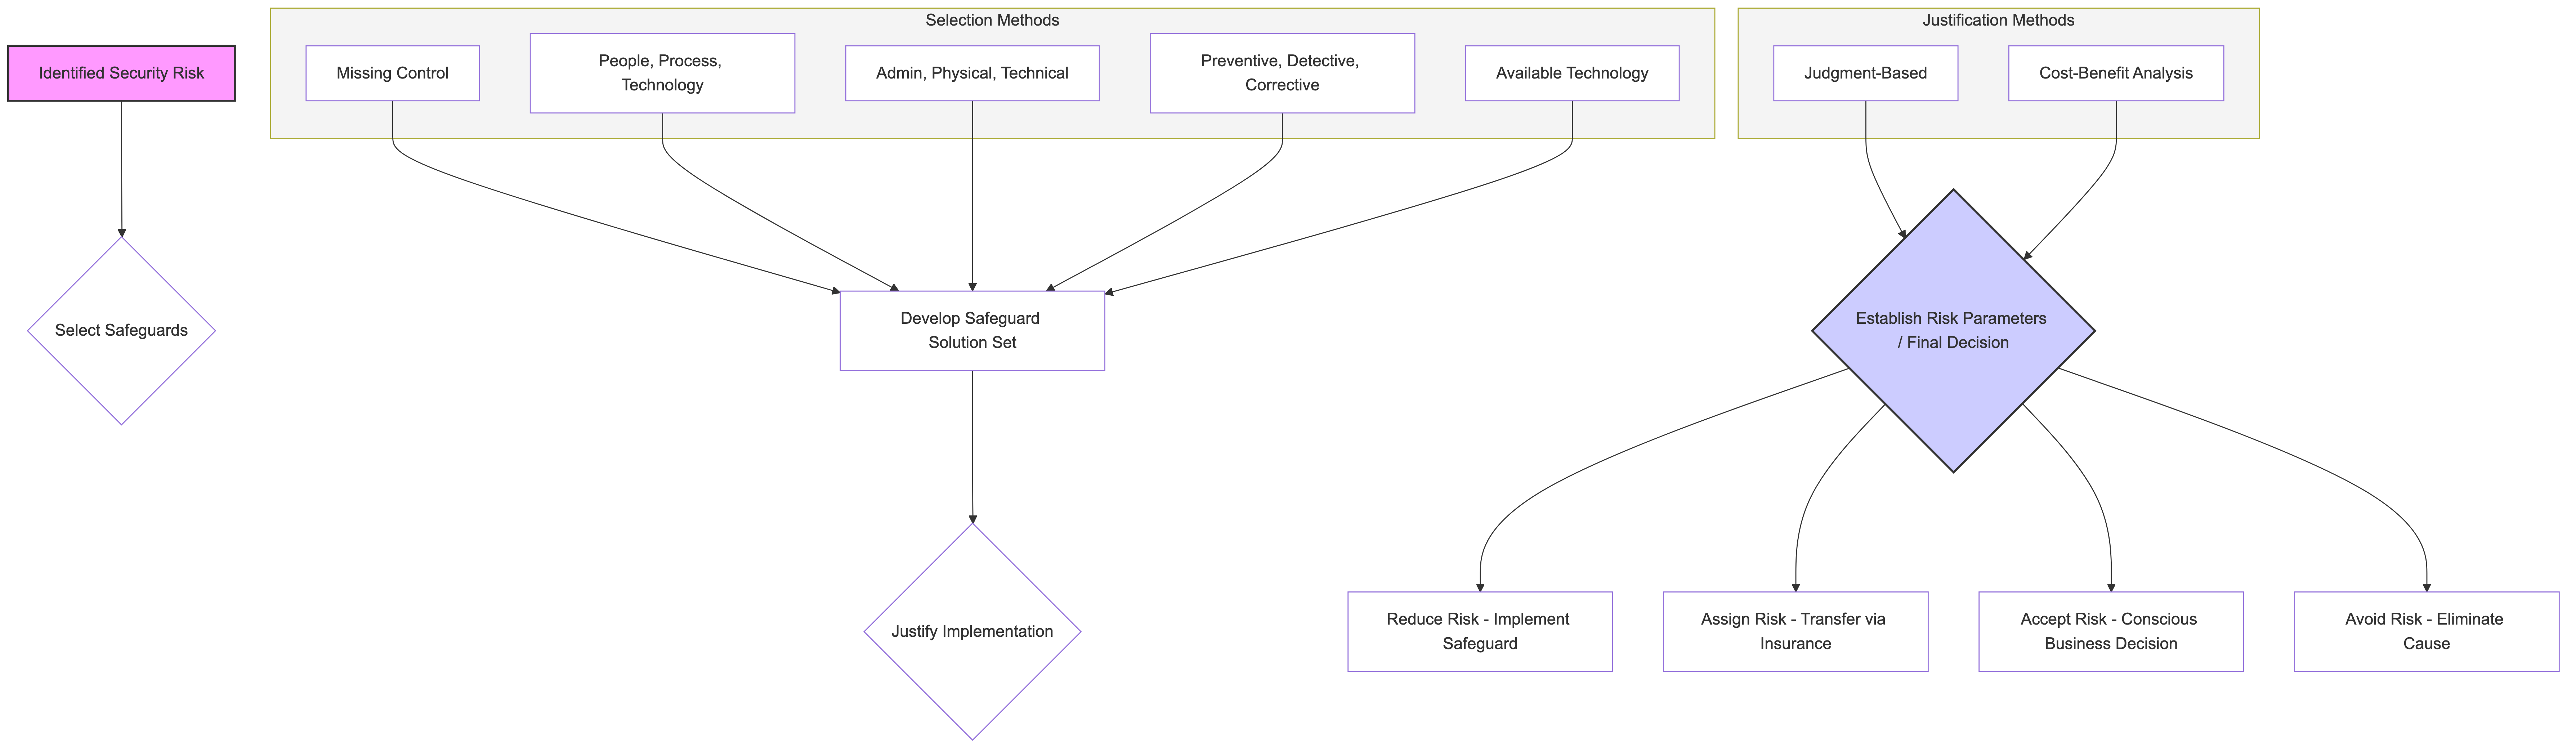 Selection Methods
Justification Methods
Identified Security Risk
Missing Control
People, Process,
Technology
Admin, Physical, Technical
Preventive, Detective,
Corrective
Available Technology
Judgment-Based
Cost-Benefit Analysis
Select Safeguards
Develop Safeguard
Solution Set
Establish Risk Parameters
/ Final Decision
Justify Implementation
Reduce Risk - Implement
Safeguard
Assign Risk - Transfer via
Insurance
Accept Risk - Conscious
Business Decision
Avoid Risk - Eliminate
Cause